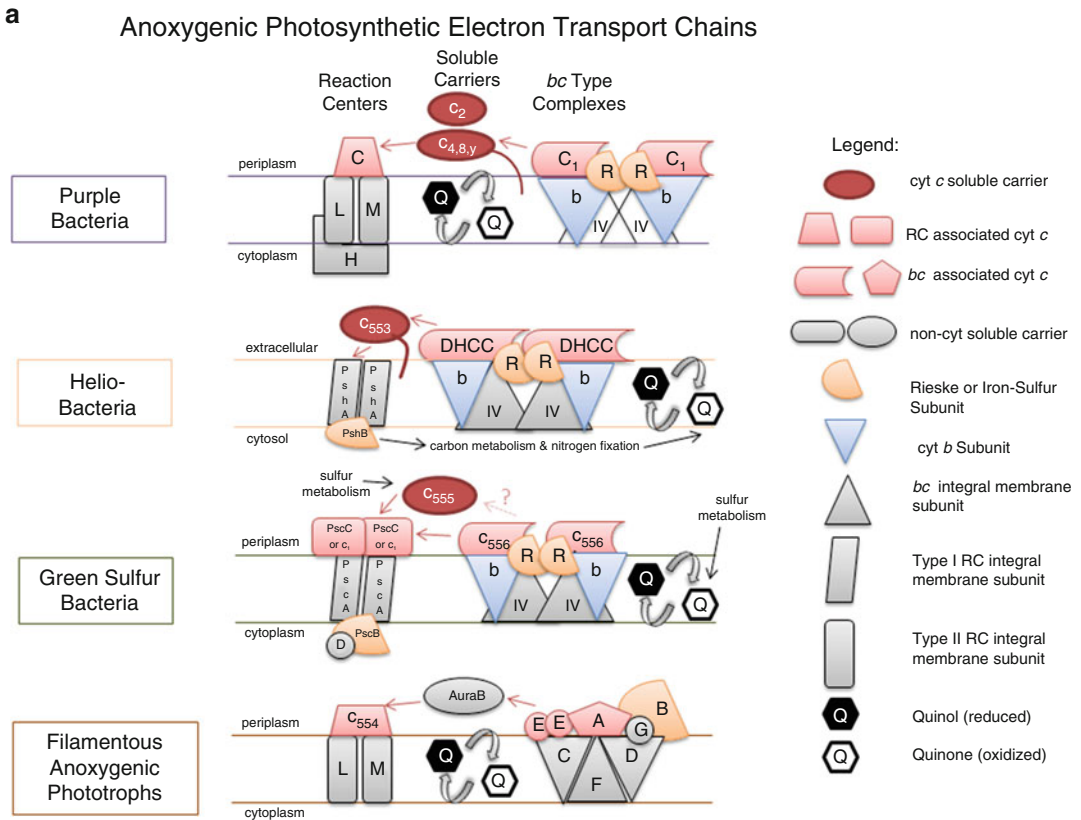 a
Anoxygenic Photosynthetic Electron Transport Chains
Reaction
Centers
Soluble
Carriers
bc Type
Complexes
Purple
Bacteria
periplasm
cytoplasm
C
L
M
H
c2
c4,8,y
Q
Q
C1
R
R
C1
b
b
IV
IV
Helio-
Bacteria
extracellular
cytosol
c553
PshA
PshA
PshB
DHCC
R
R
DHCC
b
b
IV
IV
Q
Q
carbon metabolism & nitrogen fixation
Green Sulfur
Bacteria
sulfur
metabolism
c555
?
periplasm
cytoplasm
PscC
or c1
PscC
or c1
PscA
PscA
D
PscB
c556
R
R
c556
b
b
IV
IV
Q
Q
sulfur
metabolism
Filamentous
Anoxygenic
Phototrophs
periplasm
cytoplasm
c554
L
M
AuraB
Q
Q
E
E
A
G
B
C
F
D
Legend:
cyt c soluble carrier
RC associated cyt c
bc associated cyt c
non-cyt soluble carrier
Rieske or Iron-Sulfur
Subunit
cyt b Subunit
bc integral membrane
subunit
Type I RC integral
membrane subunit
Type II RC integral
membrane subunit
Q
Quinol (reduced)
Q
Quinone (oxidized)